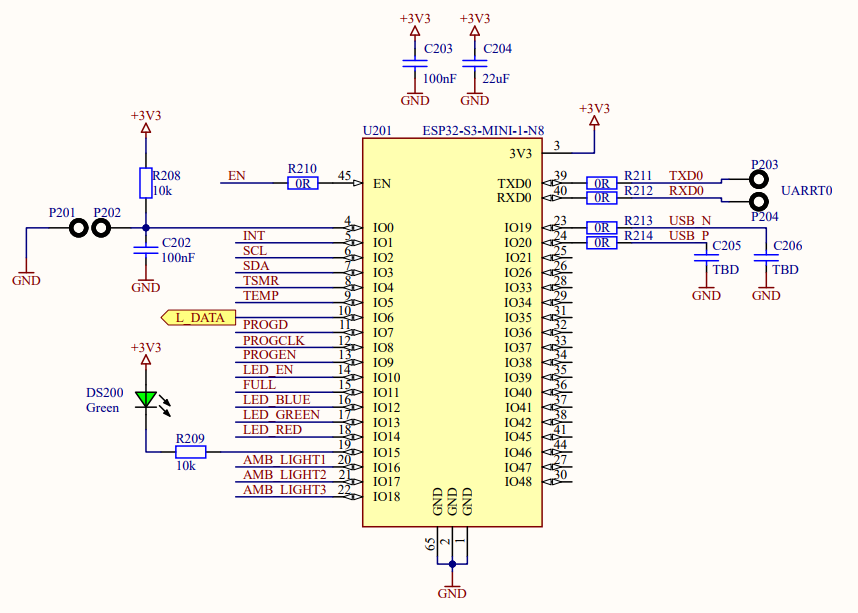 +3V3 +3V3
C203 C204
100nF 22uF
GND GND
+3V3
U201 ESP32-S3-MINI-1-N8
3V3 3
+3V3
R208
10k
EN R210 0R 45 EN
TXD0 39 0R R211 TXD0 P203
RXD0 40 0R R212 RXD0 P204
UARRT0
P201 P202
4 IO0
IO19 23 0R R213 USB_N
C202
100nF
GND
GND
INT 5 IO1
IO20 24 0R R214 USB_P
C205 C206
TBD TBD
GND GND
SCL 6 IO2
IO21 25
SDA 7 IO3
IO26 26
TSMR 8 IO4
IO33 28
TEMP 9 IO5
IO34 29
L_DATA 10 IO6
IO35 31
PROGD 11 IO7
IO36 32
PROGCLK 12 IO8
IO37 33
PROGEN 13 IO9
IO38 34
LED_EN 14 IO10
IO39 35
FULL 15 IO11
IO40 36
LED_BLUE 16 IO12
IO41 37
LED_GREEN 17 IO13
IO42 38
LED_RED 18 IO14
IO45 41
+3V3
DS200
Green
R209
10k
19 IO15
IO46 44
AMB_LIGHT1 20 IO16
IO47 27
AMB_LIGHT2 21 IO17
IO48 30
AMB_LIGHT3 22 IO18
GND GND GND
65 2 1
GND